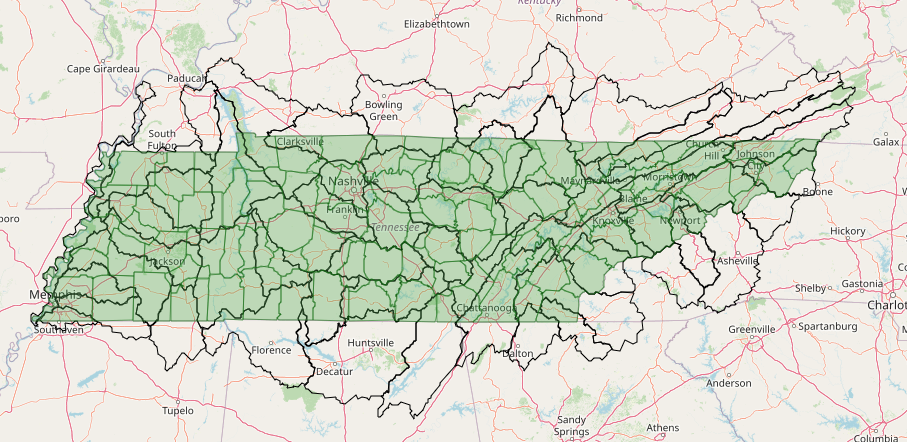 Kentucky
Richmond
Elizabethtown
Cape Girardeau
Paducah
Bowling
Green
South
Fulton
Clarksville
Church
Hill
Johnson
City
Galax
Nashville
Maynardville
Morristown
Blaine
Boone
Franklin
Knoxville
Newport
Tennessee
Hickory
Jackson
Asheville
Memphis
Shelby
Gastonia
Chattanooga
Southaven
Greenville
Spartanburg
Florence
Huntsville
Dalton
Decatur
Anderson
Tupelo
Sandy
Springs
Athens
Columbia